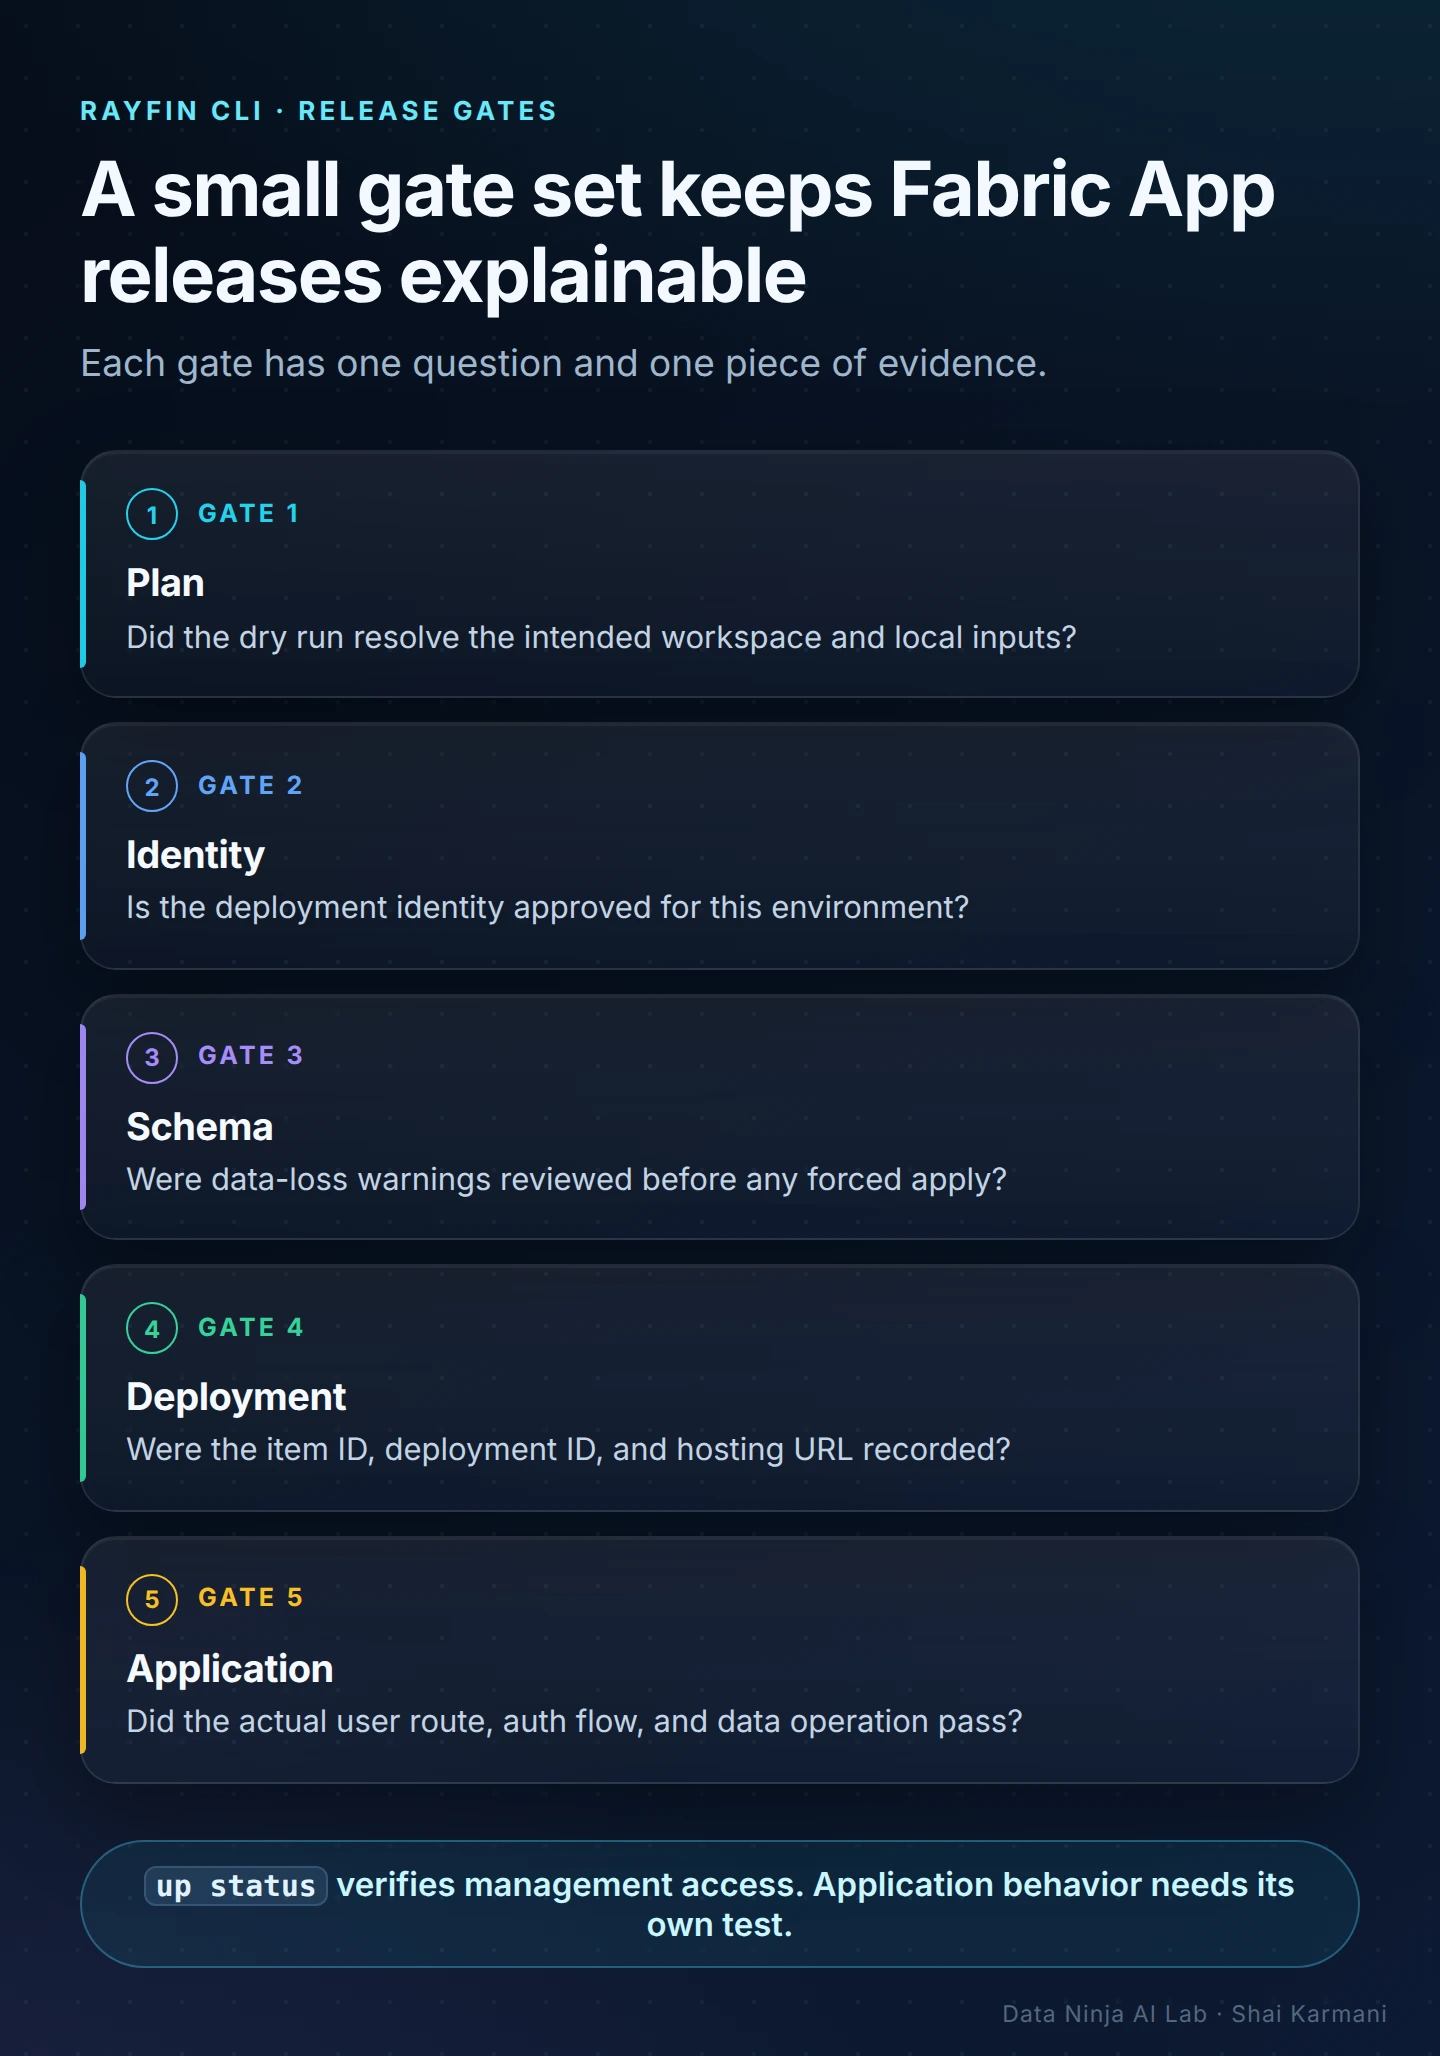 RAYFIN CLI · RELEASE GATES
A small gate set keeps Fabric App
releases explainable
Each gate has one question and one piece of evidence.
1 GATE 1
Plan
Did the dry run resolve the intended workspace and local inputs?
2 GATE 2
Identity
Is the deployment identity approved for this environment?
3 GATE 3
Schema
Were data-loss warnings reviewed before any forced apply?
4 GATE 4
Deployment
Were the item ID, deployment ID, and hosting URL recorded?
5 GATE 5
Application
Did the actual user route, auth flow, and data operation pass?
up status verifies management access. Application behavior needs its
own test.
Data Ninja AI Lab · Shai Karmani